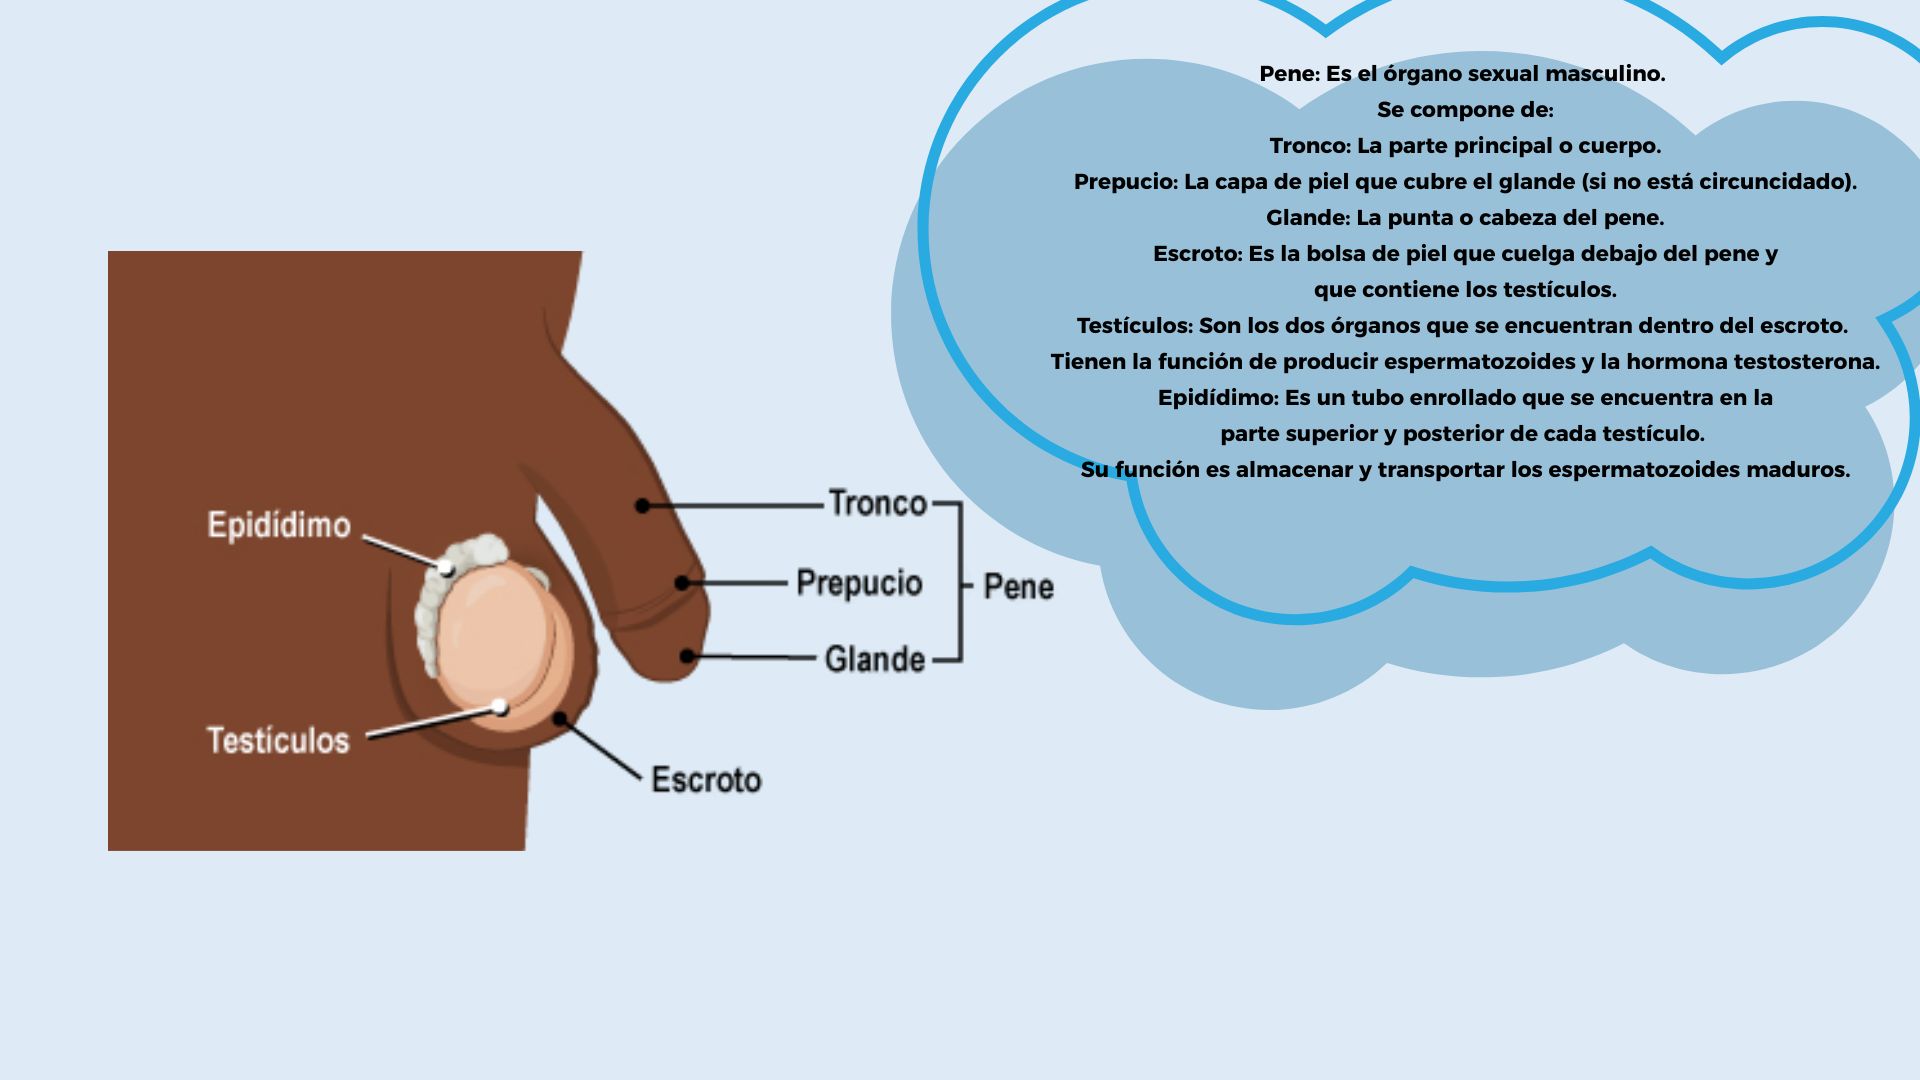 Pene: Es el órgano sexual masculino.
Se compone de:
Tronco: La parte principal o cuerpo.
Prepucio: La capa de piel que cubre el glande (si no está circuncidado).
Glande: La punta o cabeza del pene.
Escroto: Es la bolsa de piel que cuelga debajo del pene y
que contiene los testículos.
Testículos: Son los dos órganos que se encuentran dentro del escroto.
Tienen la función de producir espermatozoides y la hormona testosterona.
Epidídimo: Es un tubo enrollado que se encuentra en la
parte superior y posterior de cada testículo.
Su función es almacenar y transportar los espermatozoides maduros.
Epidídimo
Testículos
Tronco
Prepucio
Glande
Pene
Escroto